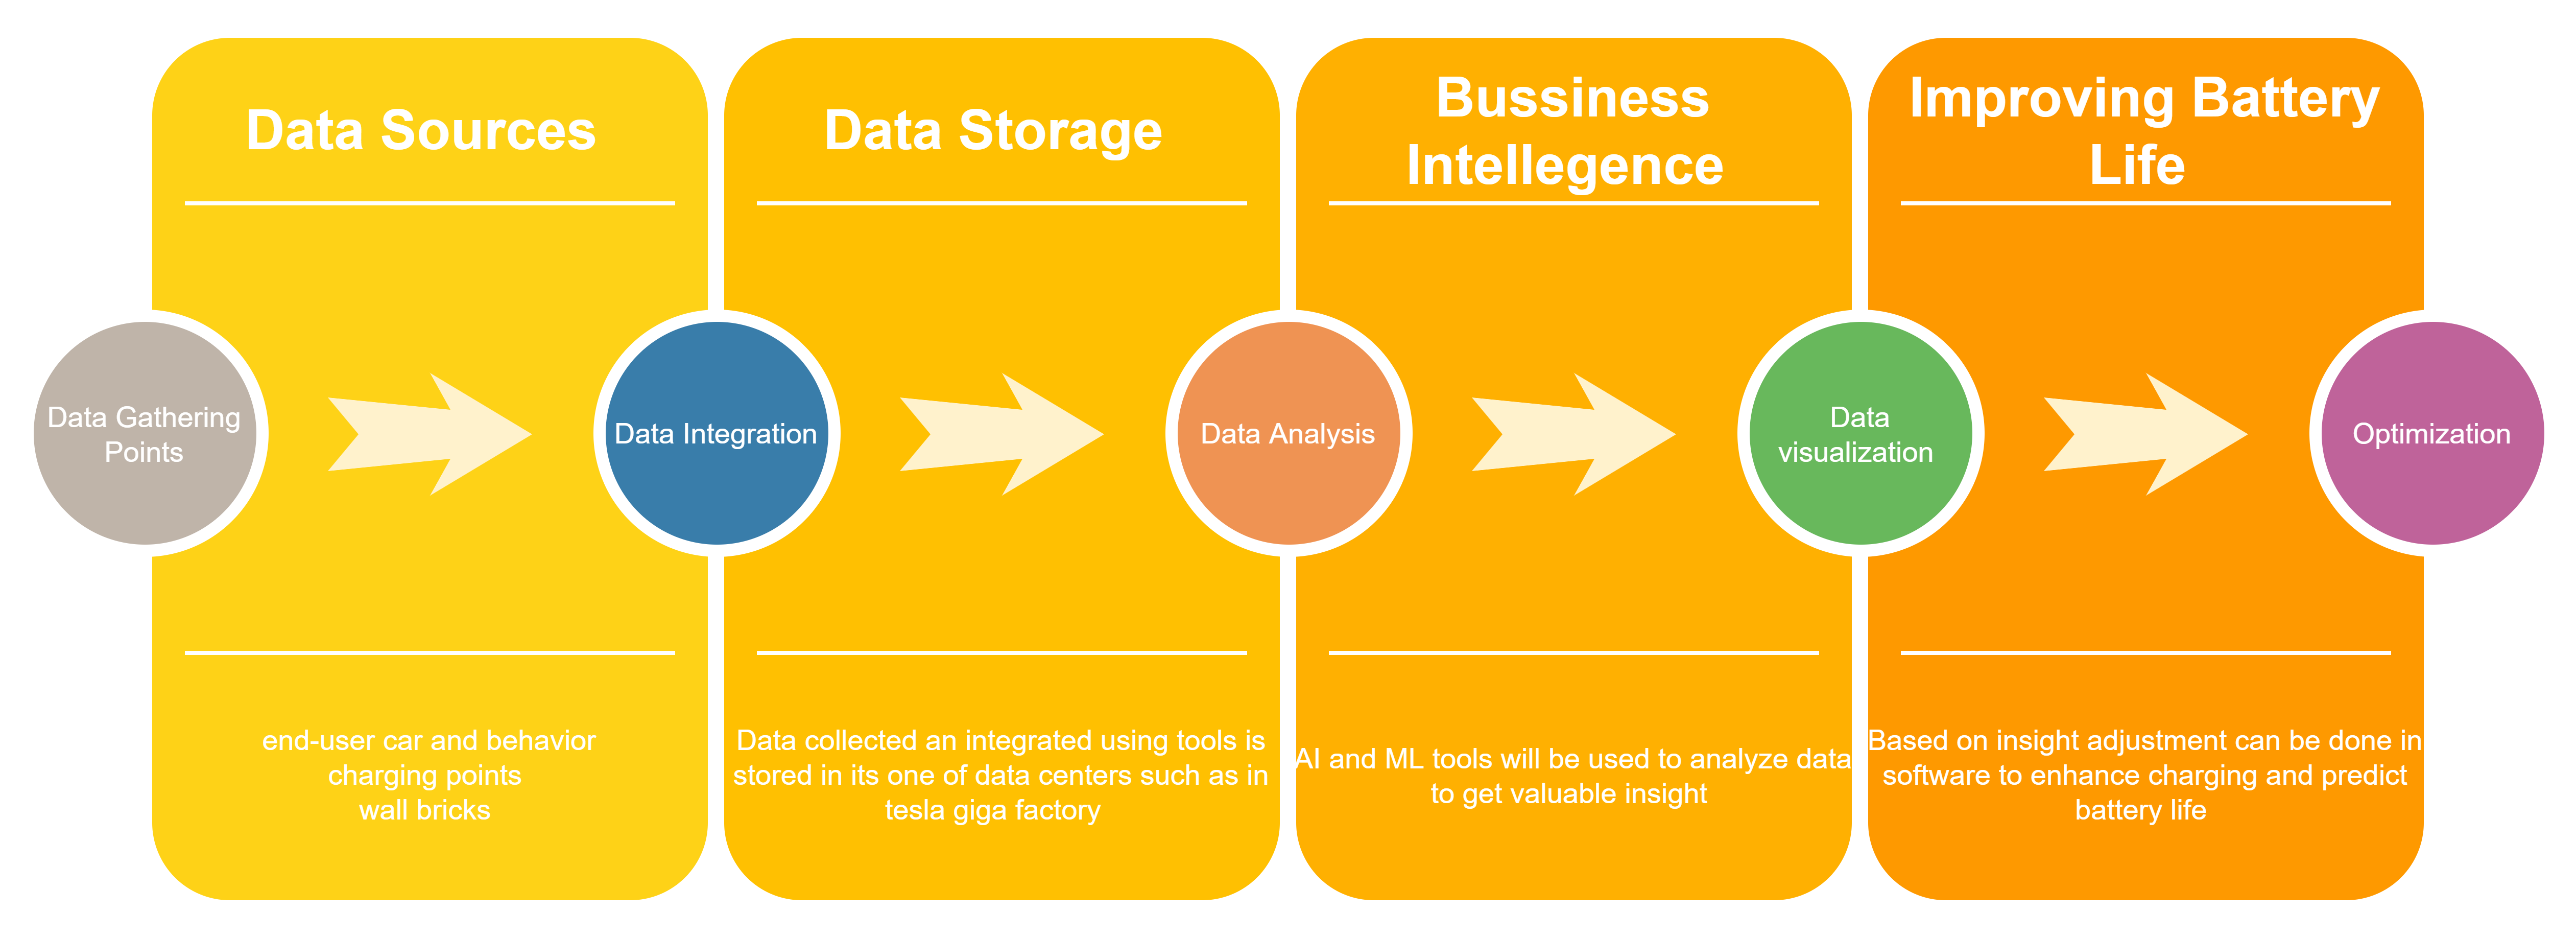 Data Sources
Data Storage
Bussiness
Intellegence
Improving Battery
Life
Data Gathering
Points
Data Integration
Data Analysis
Data
visualization
Optimization
end-user car and behavior
charging points
wall bricks
Data collected an integrated using tools is
stored in its one of data centers such as in
tesla giga factory
AI and ML tools will be used to analyze data
to get valuable insight
Based on insight adjustment can be done in
software to enhance charging and predict
battery life